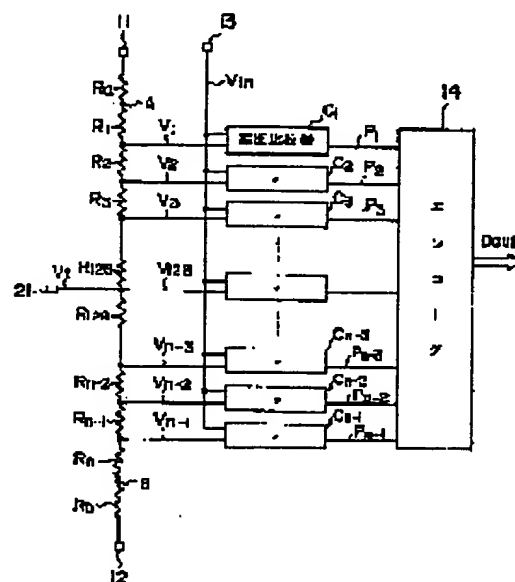 11
13
Ra
A
Vin
14
R1
V1
C1
電圧比較器
P1
R2
V2
C2
P2
R3
V3
C3
P3
エンコーダ
Dout
R128
V128
21
Vn-3
Cn-3
Pn-3
Rn-2
Vn-2
Cn-2
Pn-2
Rn-1
Vn-1
Cn-1
Pn-1
Rn
B
Rb
12